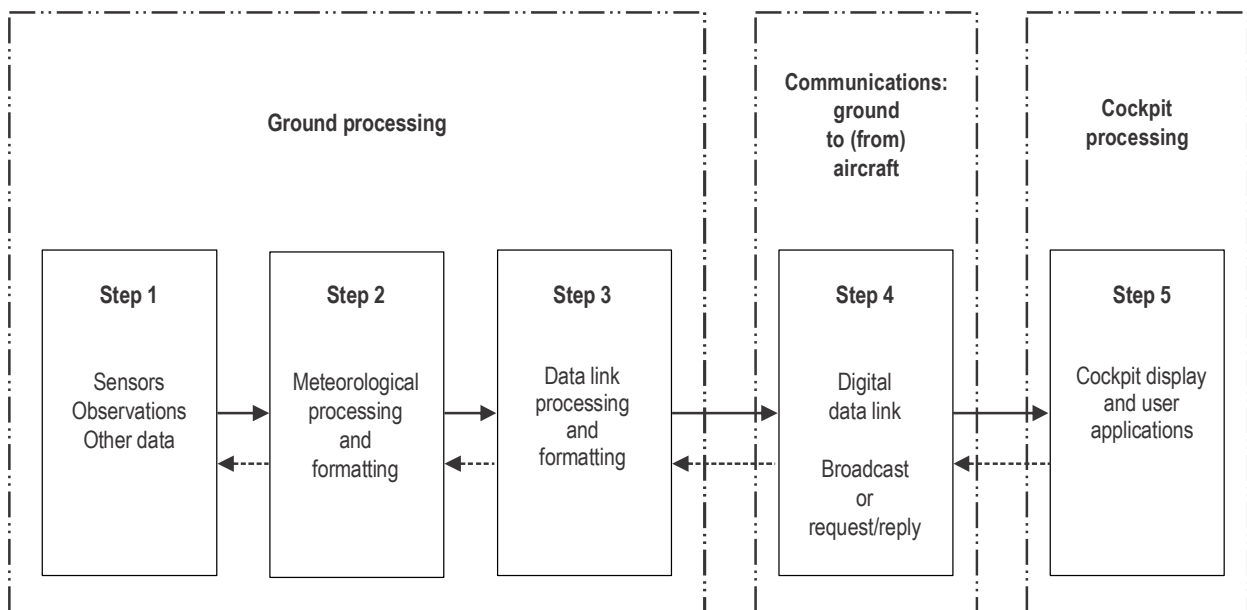 Ground processing
Communications:
ground
to (from)
aircraft
Cockpit
processing
Step 1
Sensors
Observations
Other data
Step 2
Meteorological
processing
and
formatting
Step 3
Data link
processing
and
formatting
Step 4
Digital
data link
Broadcast
or
request/reply
Step 5
Cockpit display
and user
applications